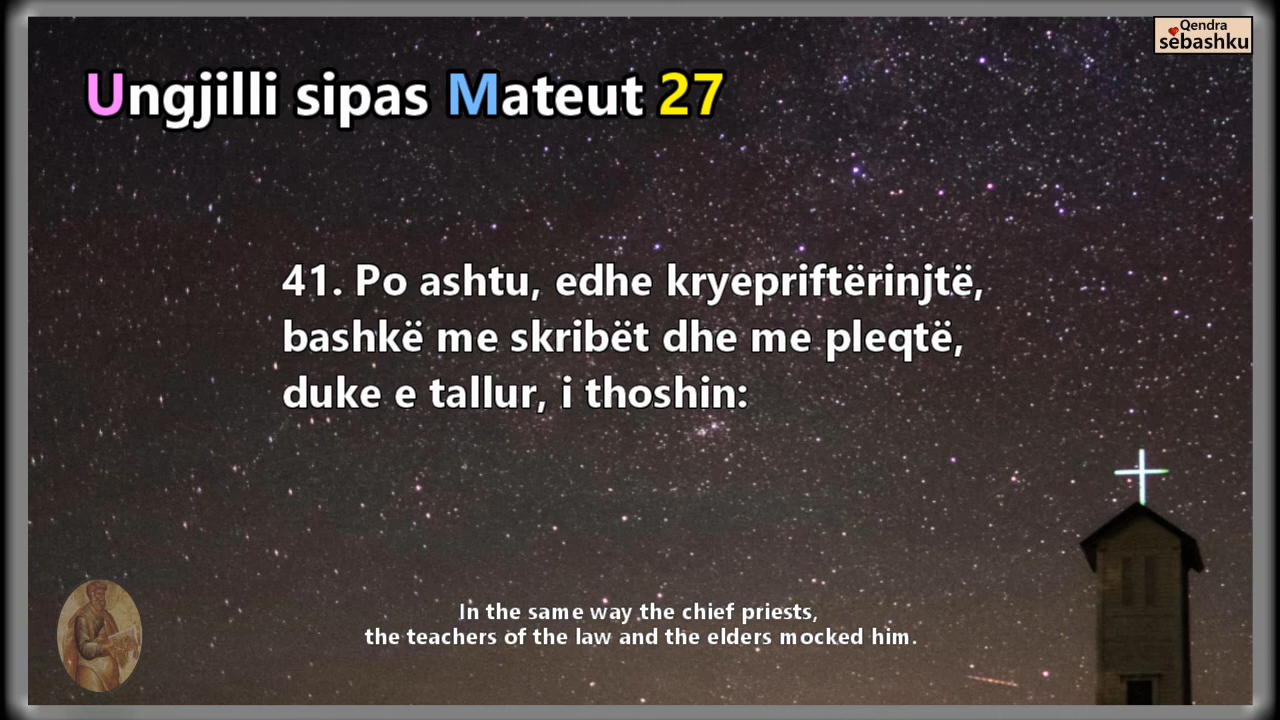 Qendra
sebashku
Ungjilli sipas Mateut 27
41. Po ashtu, edhe kryepriftërinjtë,
bashkë me skribët dhe me pleqtë,
duke e tallur, i thoshin:
In the same way the chief priests,
the teachers of the law and the elders mocked him.